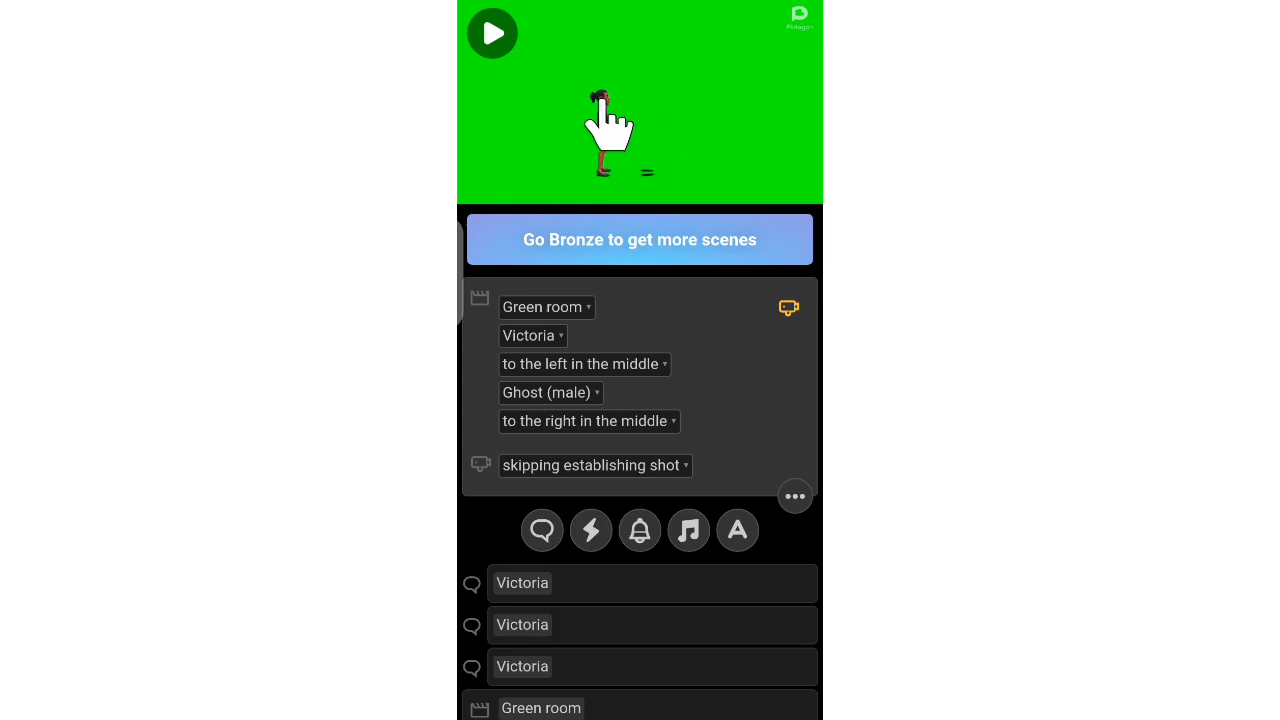 Plotagon
Go Bronze to get more scenes
Green room
Victoria
to the left in the middle
Ghost (male)
to the right in the middle
skipping establishing shot
Victoria
Victoria
Victoria
Green room